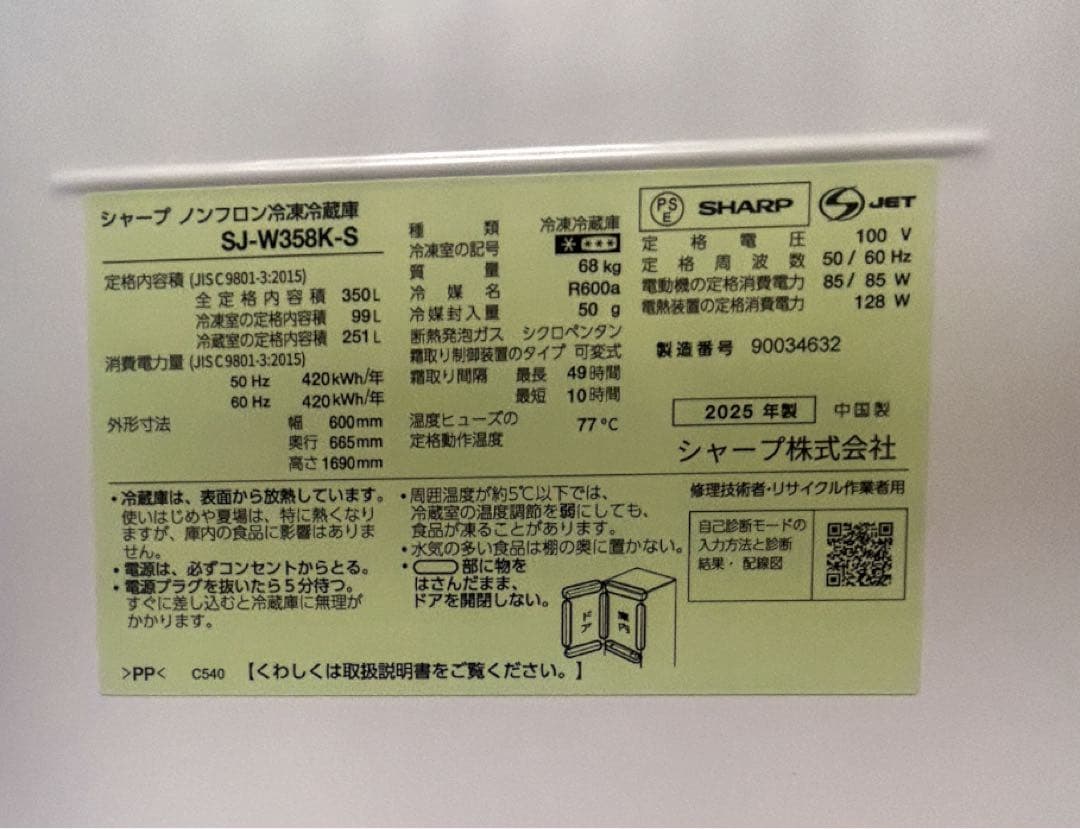 シャープ ノンフロン冷凍冷蔵庫
SJ-W358K-S
定格内容積 (JIS C 9801-3:2015)
全定格内容積 350L
冷凍室の定格内容積 99L
冷蔵室の定格内容積 251L
消費電力量 (JIS C 9801-3:2015)
50 Hz 420kWh/年
60 Hz 420kWh/年
外形寸法 幅 600mm
奥行 665mm
高さ 1690mm
種類 冷凍冷蔵庫
冷凍室の記号
質量 68 kg
冷媒名 R600a
冷媒封入量 50 g
断熱発泡ガス シクロペンタン
霜取り制御装置のタイプ 可変式
霜取り間隔 最長 49時間
最短 10時間
温度ヒューズの 77℃
定格動作温度
PS
E
SHARP
JET
定格電圧 100 V
定格周波数 50/60 Hz
電動機の定格消費電力 85/85 W
電熱装置の定格消費電力 128 W
製造番号 90034632
2025 年製 中国製
シャープ株式会社
・冷蔵庫は、表面から放熱しています。
使いはじめや夏場は、特に熱くなり
ますが、庫内の食品に影響はありま
せん。
・電源は、必ずコンセントからとる。
・電源プラグを抜いたら5分待つ。
すぐに差し込むと冷蔵庫に無理が
かかります。
・周囲温度が約5℃以下では、
冷蔵室の温度調節を弱にしても、
食品が凍ることがあります。
・水気の多い食品は棚の奥に置かない。
・部に物を
はさんだまま、
ドアを開閉しない。
ドア
庫内
修理技術者・リサイクル作業者用
自己診断モードの
入力方法と診断
結果・配線図
>PP< C540 【くわしくは取扱説明書をご覧ください。】